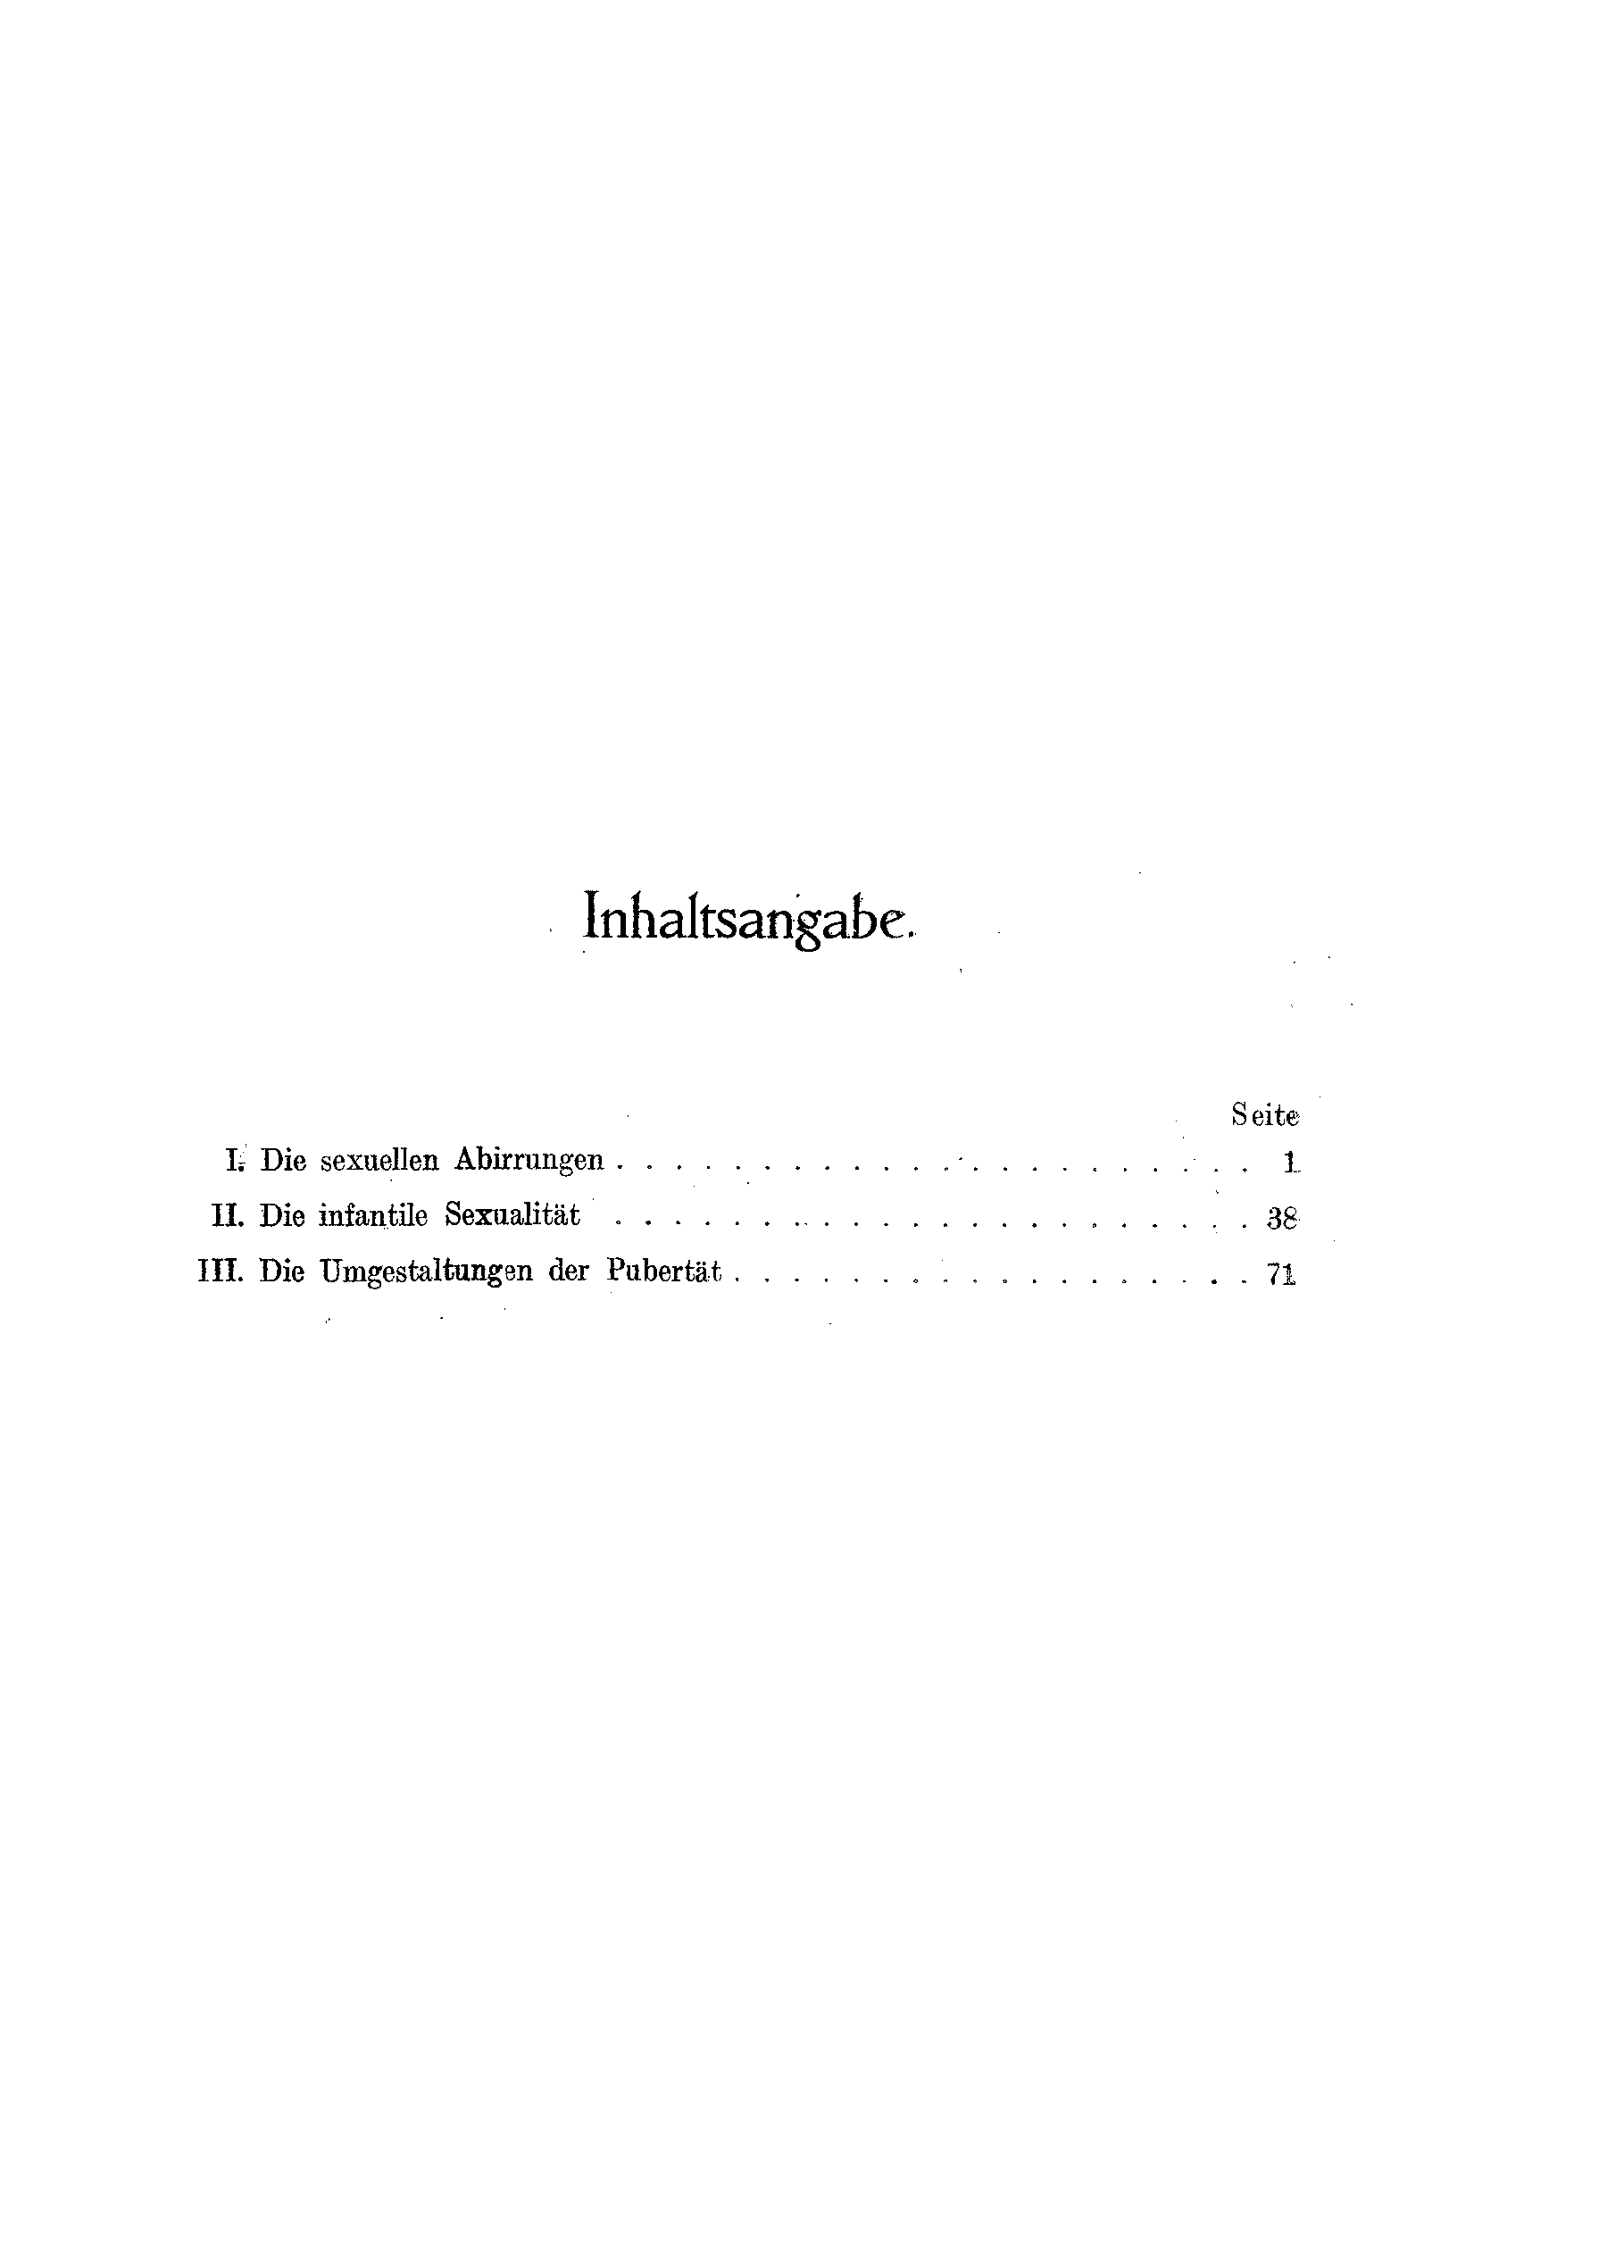 Inhaltsangabe.
Seite
I. Die sexuellen Abirrungen . . . . . . . . . . . . . . . . . . . . . . 1
II. Die infantile Sexualität . . . . . . . . . . . . . . . . . . . . . . 38
III. Die Umgestaltungen der Pubertät . . . . . . . . . . . . . . . . . . 71